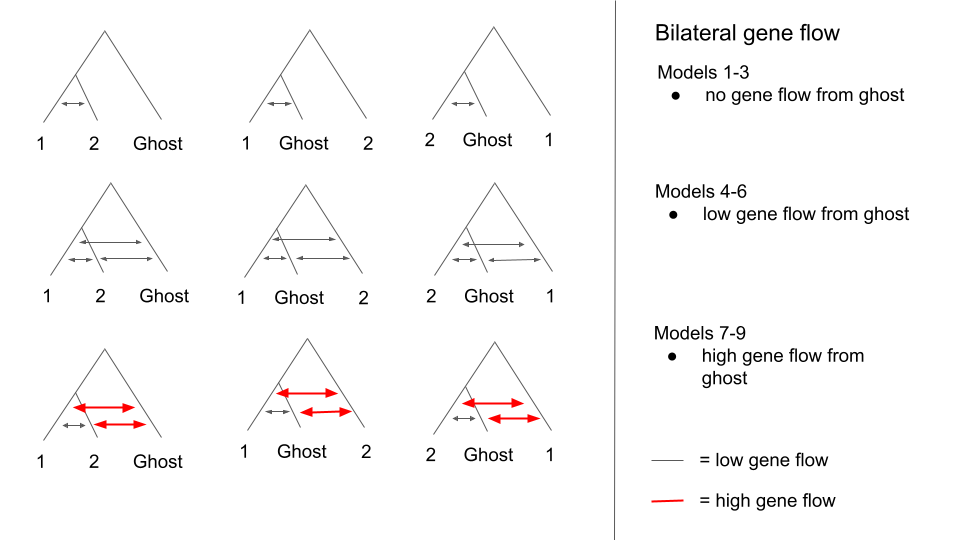 1 2 Ghost
1 Ghost 2
2 Ghost 1
1 2 Ghost
1 Ghost 2
2 Ghost 1
1 2 Ghost
1 Ghost 2
2 Ghost 1
Bilateral gene flow
Models 1-3
● no gene flow from ghost
Models 4-6
● low gene flow from ghost
Models 7-9
● high gene flow from
ghost
= low gene flow
= high gene flow